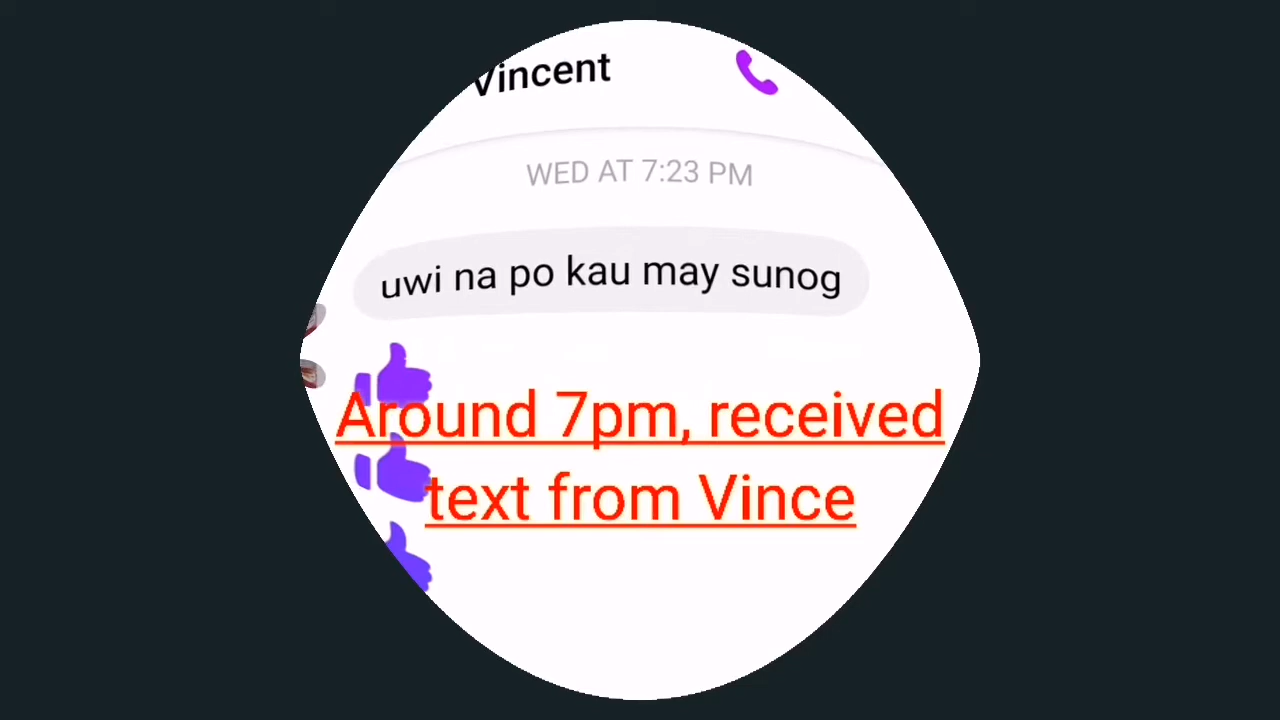 Vincent
WED AT 7:23 PM
uwi na po kau may sunog
Around 7pm, received
text from Vince